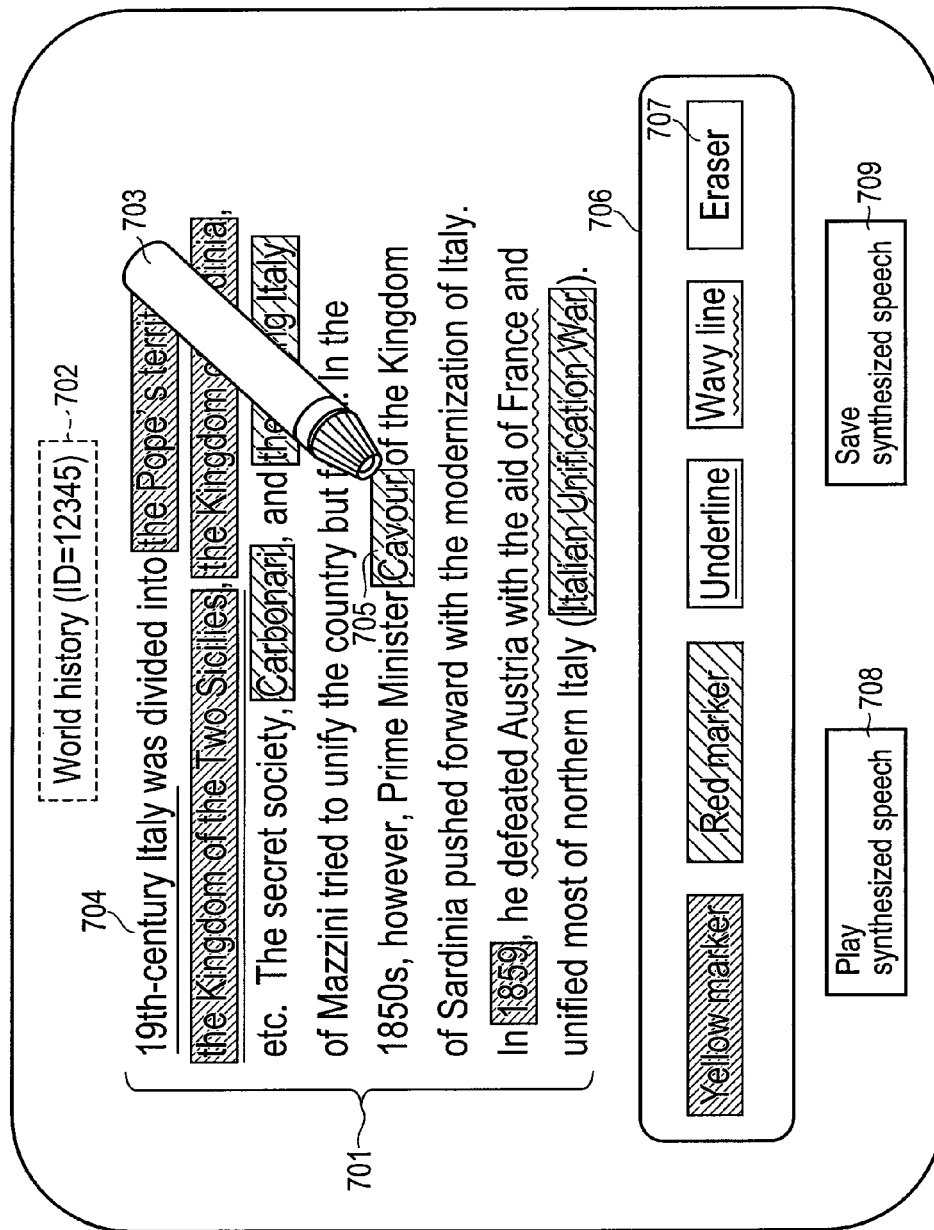 World history (ID=12345)
702
703
704
19th-century Italy was divided into the Pope's territ
the Kingdom of the Two Sicilies, the Kingdom dinia,
etc. The secret society, Carbonari, and the ng Italy
of Mazzini tried to unify the country but f . In the
705
1850s, however, Prime Minister Cavour of the Kingdom
of Sardinia pushed forward with the modernization of Italy.
In 1859, he defeated Austria with the aid of France and
unified most of northern Italy (Italian Unification War).
701
706
707
Yellow marker Red marker Underline Wavy line Eraser
708
709
Play
synthesized speech
Save
synthesized speech